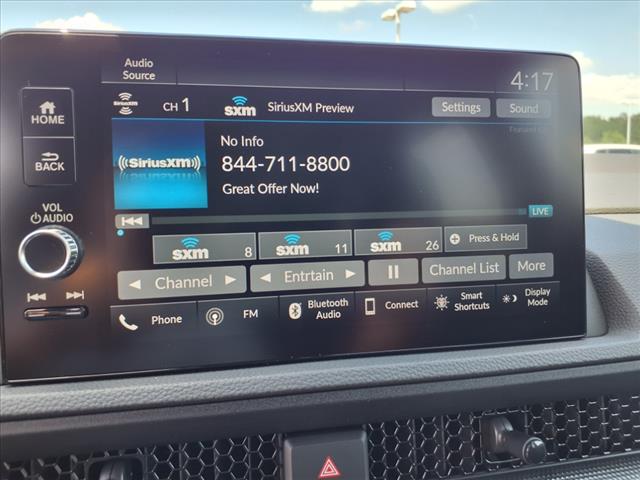 Audio
Source
4:17
HOME
CH 1
sxm
SiriusXM Preview
Settings
Sound
BACK
((SiriusXM))
No Info
844-711-8800
Great Offer Now!
VOL
AUDIO
LIVE
sxm 8
sxm 11
sxm 26
Press & Hold
Channel
Entrtain
Channel List
More
Phone
FM
Bluetooth
Audio
Connect
Smart
Shortcuts
Display
Mode